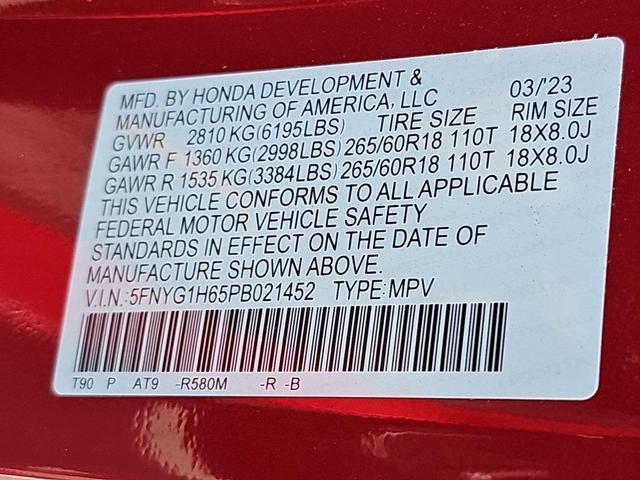 MFD. BY HONDA DEVELOPMENT &
MANUFACTURING OF AMERICA, LLC 03/'23
GVWR 2810 KG(6195LBS) TIRE SIZE RIM SIZE
GAWR F 1360 KG(2998LBS) 265/60R18 110T 18X8.0J
GAWR R 1535 KG(3384LBS) 265/60R18 110T 18X8.0J
THIS VEHICLE CONFORMS TO ALL APPLICABLE
FEDERAL MOTOR VEHICLE SAFETY
STANDARDS IN EFFECT ON THE DATE OF
MANUFACTURE SHOWN ABOVE.
V.I.N.:5FNYG1H65PB021452 TYPE:MPV
T90 P AT9 -R580M -R -B